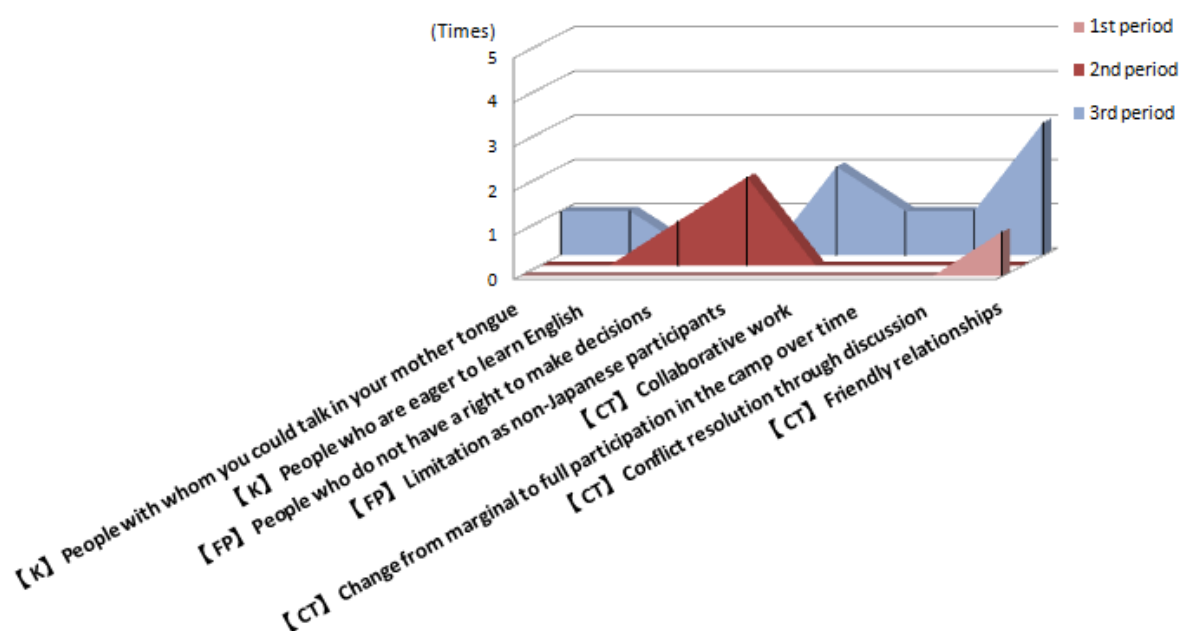 (Times)
5
4
3
2
1
0
1st period
2nd period
3rd period
【K】 People with whom you could talk in your mother tongue
【K】 People who are eager to learn English
【FP】 People who do not have a right to make decisions
【FP】 Limitation as non-Japanese participants
【CT】 Collaborative work
【CT】 Change from marginal to full participation in the camp over time
【CT】 Conflict resolution through discussion
【CT】 Friendly relationships